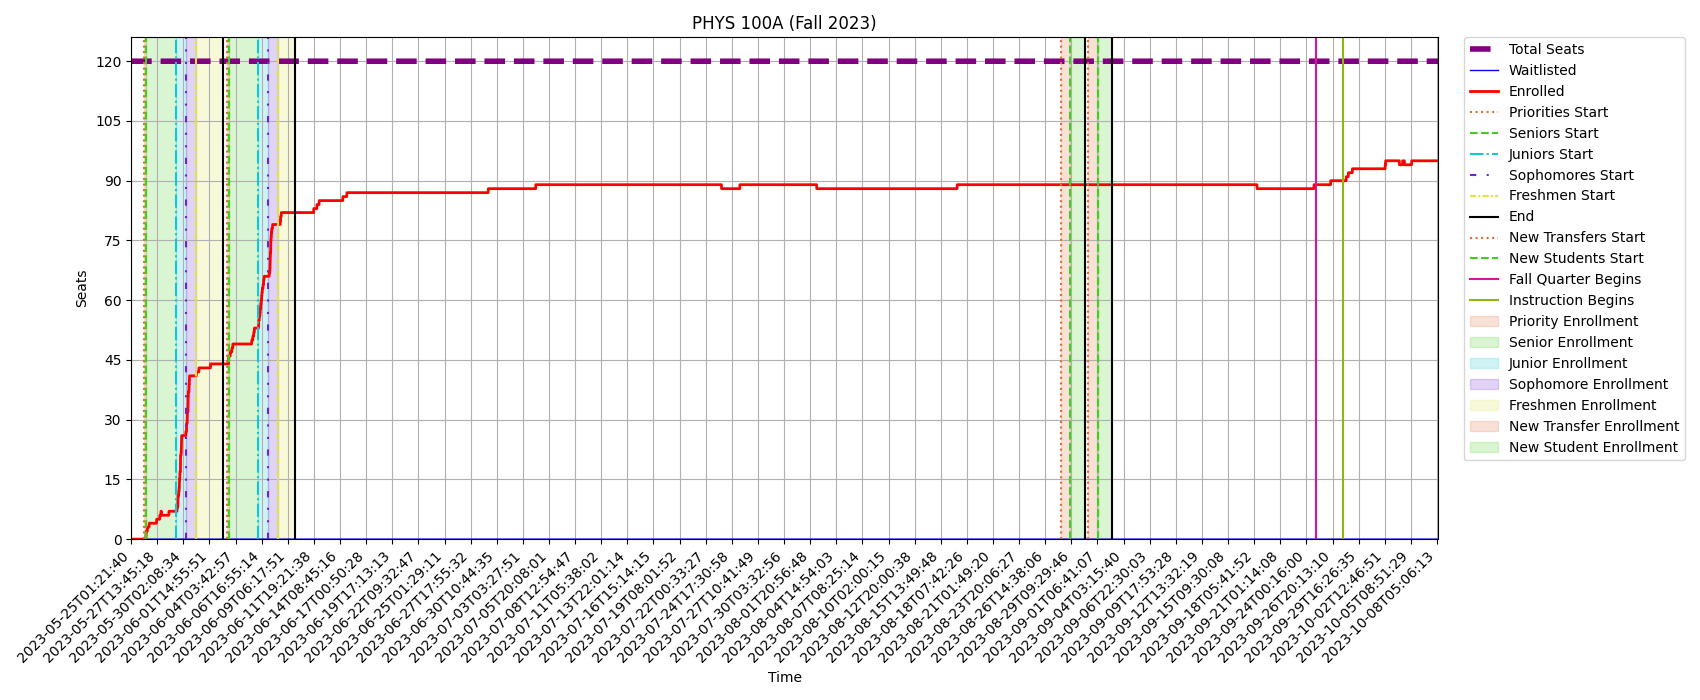 PHYS 100A (Fall 2023)
Seats
120
105
90
75
60
45
30
15
0
2023-05-25T01:21:40
2023-05-27T13:45:18
2023-05-30T02:08:34
2023-06-01T14:55:51
2023-06-04T03:42:57
2023-06-06T16:55:14
2023-06-09T06:17:51
2023-06-11T19:21:38
2023-06-14T08:45:16
2023-06-17T00:50:28
2023-06-19T17:13:13
2023-06-22T09:32:47
2023-06-25T01:29:11
2023-06-27T17:55:32
2023-06-30T10:44:35
2023-07-03T03:27:51
2023-07-05T20:08:01
2023-07-08T12:54:47
2023-07-11T05:38:02
2023-07-13T22:01:14
2023-07-16T15:14:15
2023-07-19T08:01:52
2023-07-22T00:33:27
2023-07-24T17:30:58
2023-07-27T10:41:49
2023-07-30T03:32:56
2023-08-01T20:56:48
2023-08-04T14:54:03
2023-08-07T08:25:14
2023-08-10T02:00:15
2023-08-12T20:00:38
2023-08-15T13:49:48
2023-08-18T07:42:26
2023-08-21T01:49:20
2023-08-23T20:06:27
2023-08-26T14:38:06
2023-08-29T09:29:46
2023-09-01T06:41:07
2023-09-04T03:15:40
2023-09-06T22:30:03
2023-09-09T17:53:28
2023-09-12T13:32:19
2023-09-15T09:30:08
2023-09-18T05:41:52
2023-09-21T01:14:08
2023-09-24T00:16:00
2023-09-26T20:13:10
2023-09-29T16:26:35
2023-10-02T12:46:51
2023-10-05T08:51:29
2023-10-08T05:06:13
Time
Total Seats
Waitlisted
Enrolled
Priorities Start
Seniors Start
Juniors Start
Sophomores Start
Freshmen Start
End
New Transfers Start
New Students Start
Fall Quarter Begins
Instruction Begins
Priority Enrollment
Senior Enrollment
Junior Enrollment
Sophomore Enrollment
Freshmen Enrollment
New Transfer Enrollment
New Student Enrollment